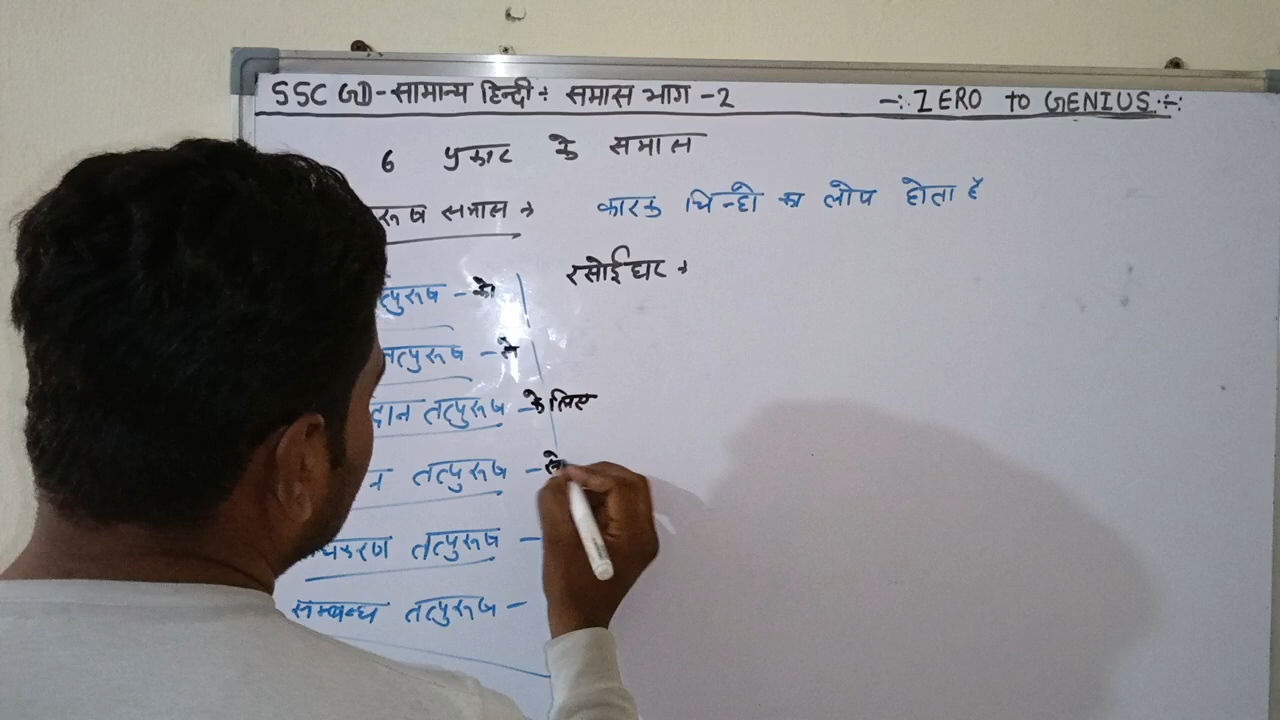 SSC GD-सामान्य हिन्दी ÷ समास भाग -2 -:. ZERO to GENIUS.÷:
6 प्रकार के समास
रूष समास → कारक चिन्हो का लोप होता है
रसोईघर →
त्पुरूष - को
तत्पुरूष - से
दान तत्पुरूष - के लिए
न तत्पुरूष - से
धिकरण तत्पुरूष -
सम्बन्ध तत्पुरूष -